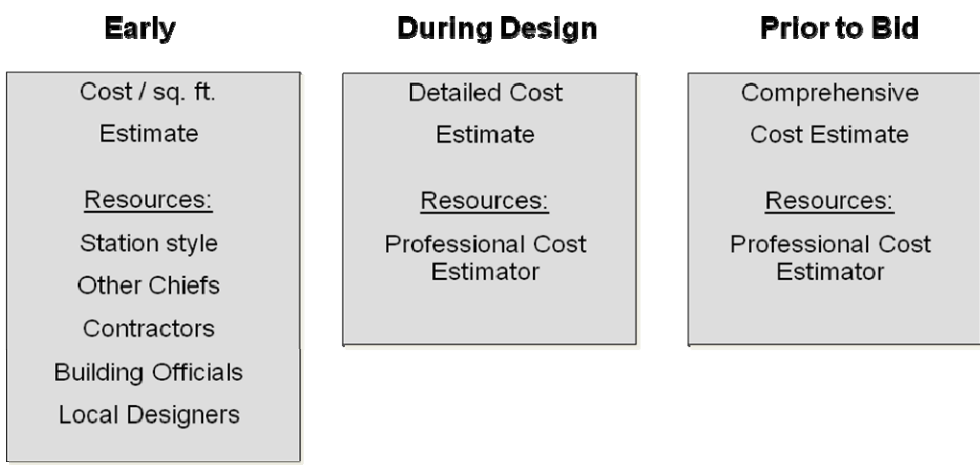 Early
Cost / sq. ft.
Estimate
Resources:
Station style
Other Chiefs
Contractors
Building Officials
Local Designers
During Design
Detailed Cost
Estimate
Resources:
Professional Cost
Estimator
Prior to Bid
Comprehensive
Cost Estimate
Resources:
Professional Cost
Estimator